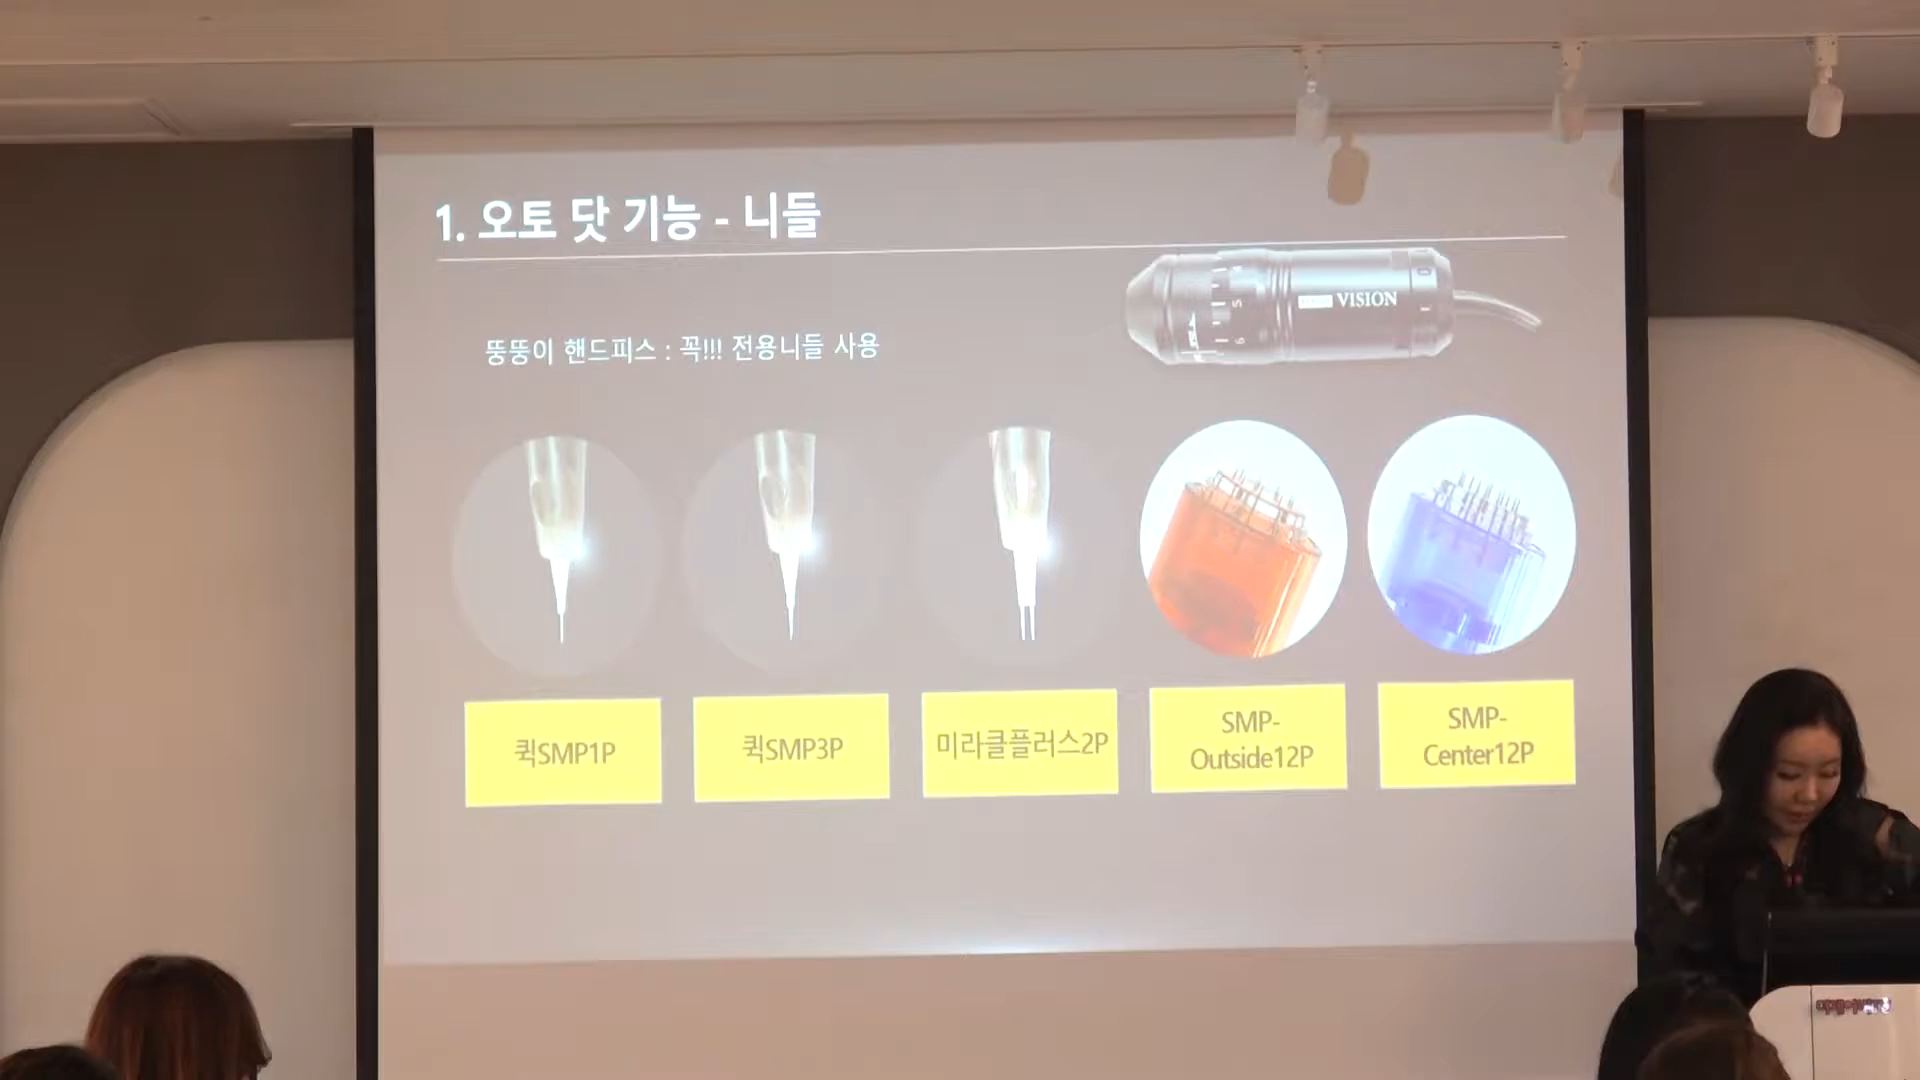 1. 오토 닷 기능 - 니들
VISION
뚱뚱이 핸드피스 : 꼭!!! 전용니들 사용
퀵SMP1P
퀵SMP3P
미라클플러스2P
SMP-
Outside12P
SMP-
Center12P